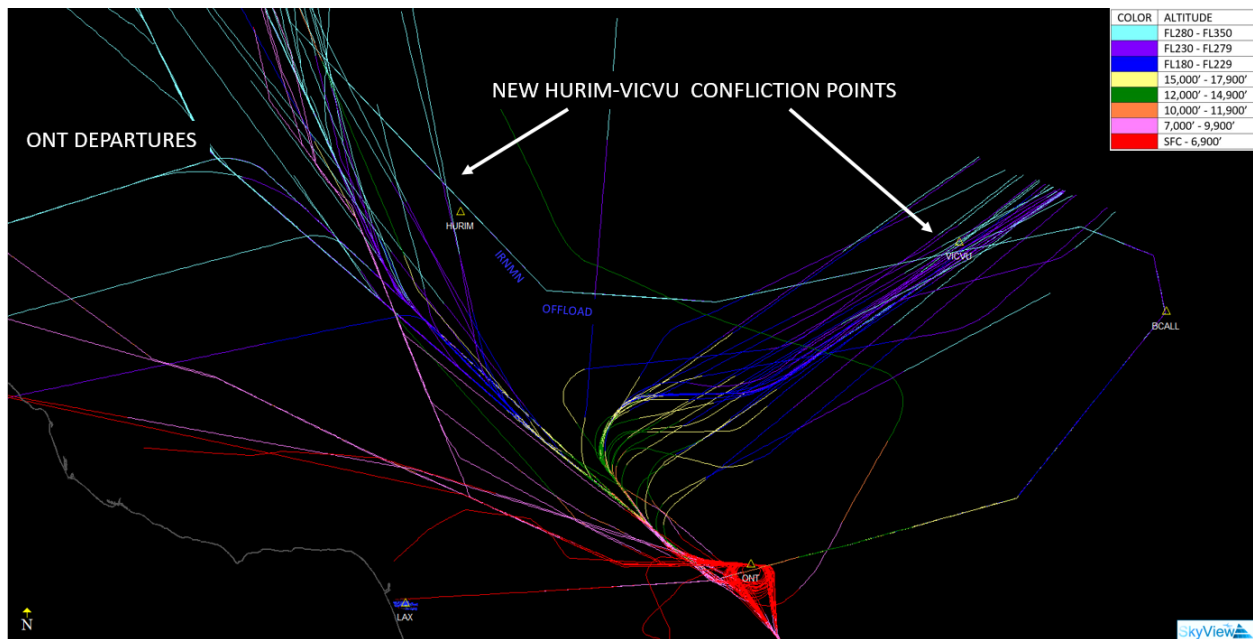 COLOR ALTITUDE
FL280 - FL350
FL230 - FL279
FL180 - FL229
15,000' - 17,900'
12,000' - 14,900'
10,000' - 11,900'
7,000' - 9,900'
SFC - 6,900'
NEW HURIM-VICVU CONFLICTION POINTS
ONT DEPARTURES
HURIM
IRNMN
VICVU
OFFLOAD
BCALL
ONT
LAX
N
SkyView